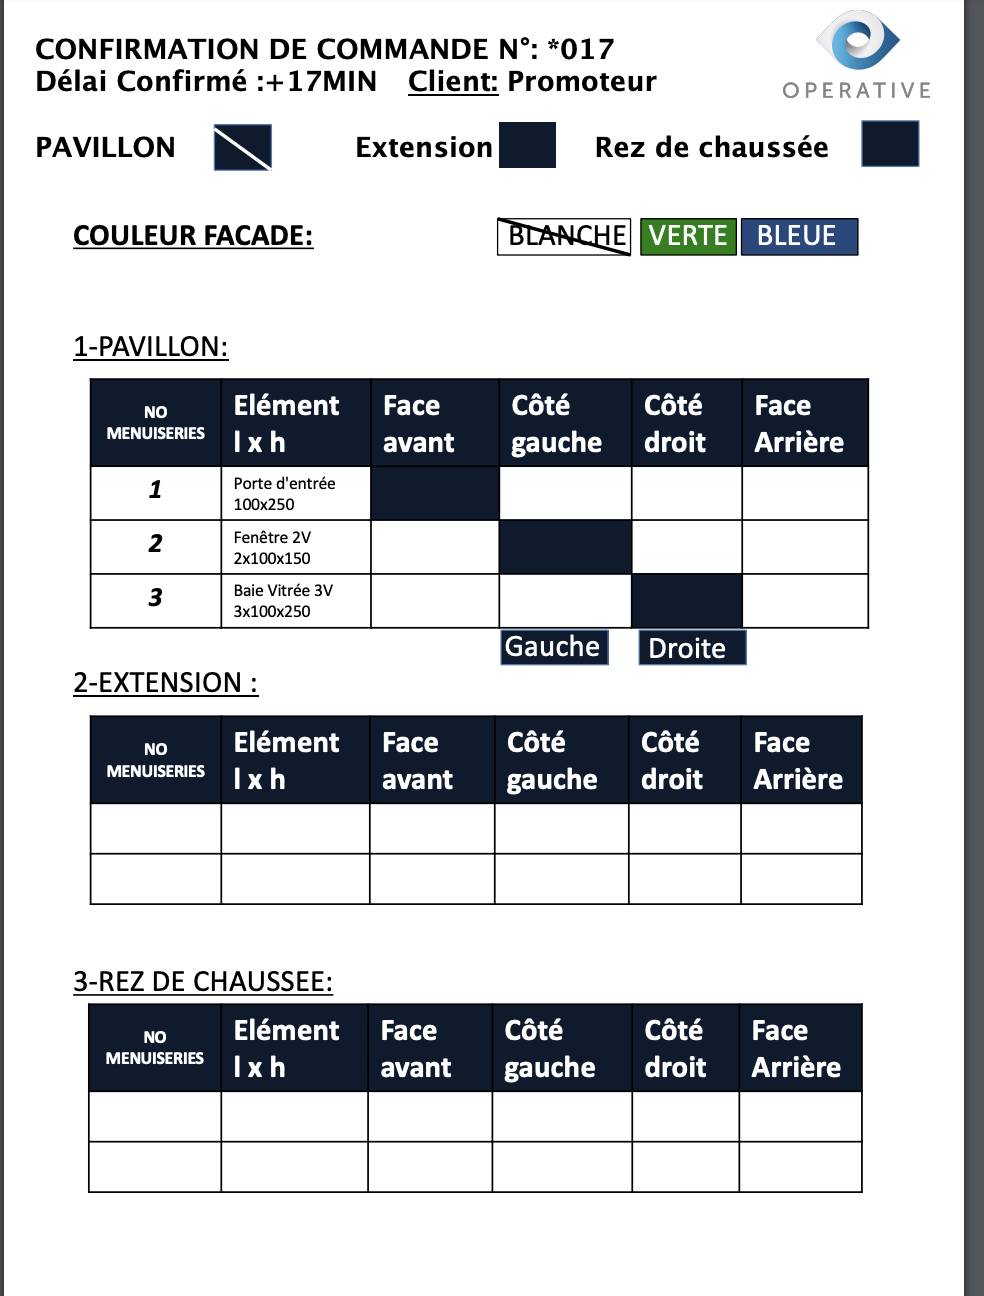 CONFIRMATION DE COMMANDE N°: *017
Délai Confirmé :+17MIN Client: Promoteur
OPERATIVE
PAVILLON Extension Rez de chaussée
COULEUR FACADE: BLANCHE VERTE BLEUE
1-PAVILLON:
NO MENUISERIES Elément l x h Face avant Côté gauche Côté droit Face Arrière
1 Porte d'entrée 100x250
2 Fenêtre 2V 2x100x150
3 Baie Vitrée 3V 3x100x250
Gauche Droite
2-EXTENSION :
NO MENUISERIES Elément l x h Face avant Côté gauche Côté droit Face Arrière
3-REZ DE CHAUSSEE:
NO MENUISERIES Elément l x h Face avant Côté gauche Côté droit Face Arrière